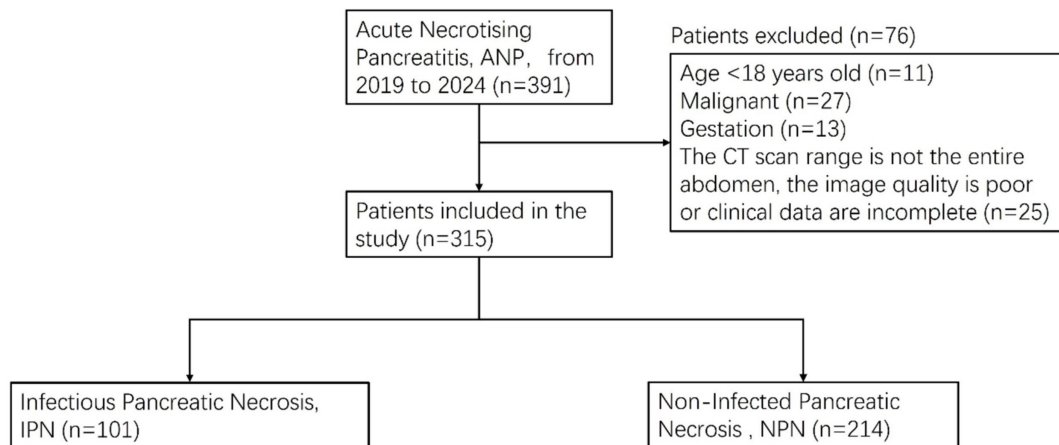 Acute Necrotising
Pancreatitis, ANP, from
2019 to 2024 (n=391)
Patients excluded (n=76)
Age <18 years old (n=11)
Malignant (n=27)
Gestation (n=13)
The CT scan range is not the entire
abdomen, the image quality is poor
or clinical data are incomplete (n=25)
Patients included in the
study (n=315)
Infectious Pancreatic Necrosis,
IPN (n=101)
Non-Infected Pancreatic
Necrosis , NPN (n=214)